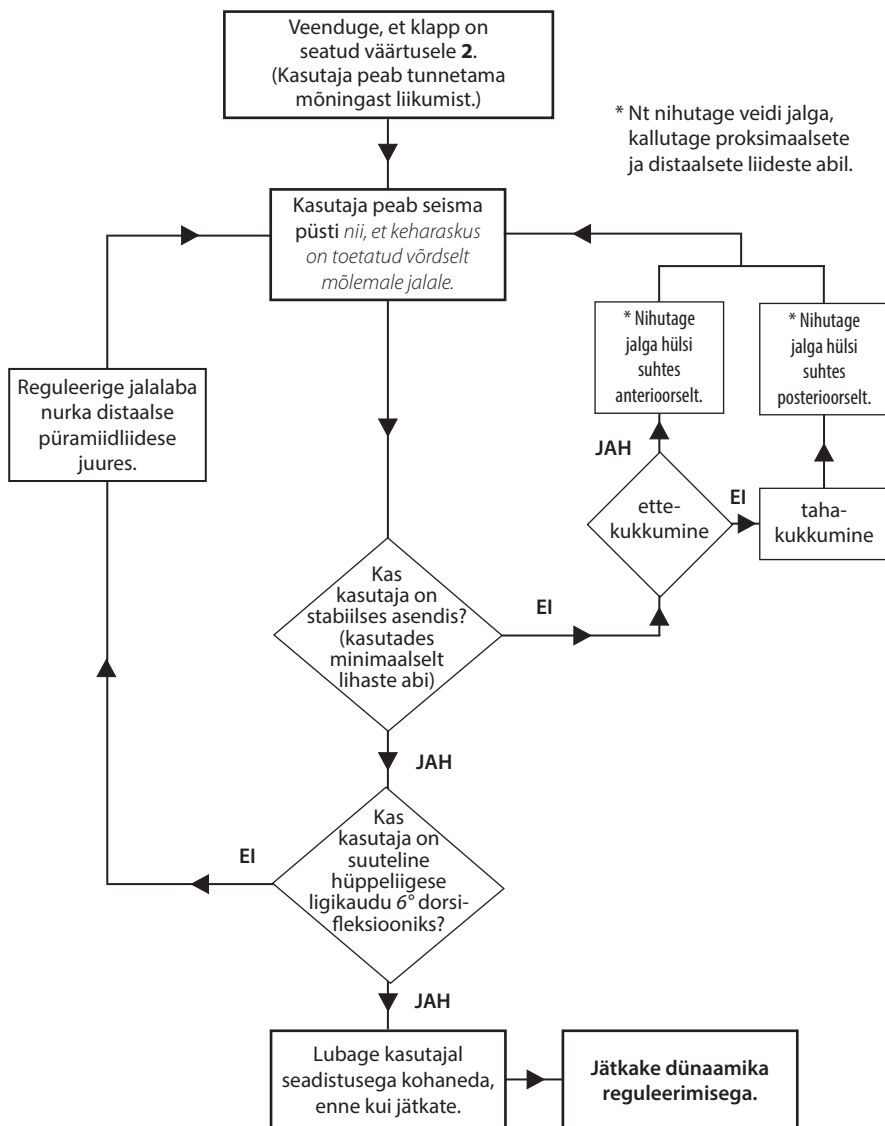 Veenduge, et klapp on
seatud väärtusele 2.
(Kasutaja peab tunnetama
mõningast liikumist.)
* Nt nihutage veidi jalga,
kallutage proksimaalsete
ja distaalsete liideste abil.
Kasutaja peab seisma
püsti nii, et keharaskus
on toetatud võrdselt
mõlemale jalale.
* Nihutage
jalga hülsi
suhtes
anterioorselt.
* Nihutage
jalga hülsi
suhtes
posterioorselt.
Reguleerige jalalaba
nurka distaalse
püramiidliidese
juures.
JAH
ette-
kukkumine
EI
taha-
kukkumine
Kas
kasutaja on
stabiilses asendis?
(kasutades
minimaalselt
lihaste abi)
EI
JAH
Kas
kasutaja on
suuteline
hüppeliigese
ligikaudu 6° dorsi-
fleksiooniks?
EI
JAH
Lubage kasutajal
seadistusega kohaneda,
enne kui jätkate.
Jätkake dünaamika
reguleerimisega.